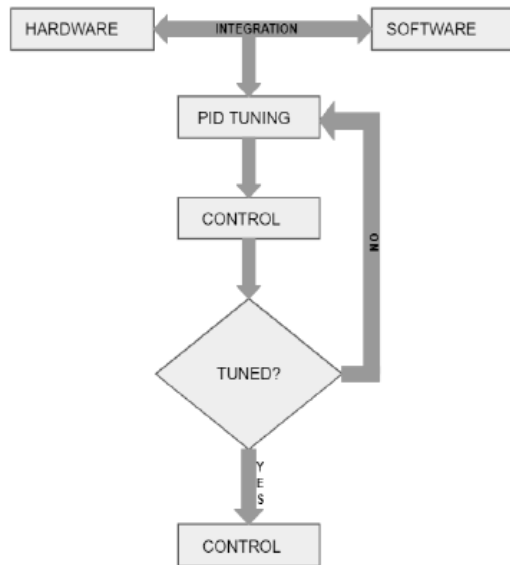 HARDWARE
INTEGRATION
SOFTWARE
PID TUNING
CONTROL
NO
TUNED?
YES
CONTROL